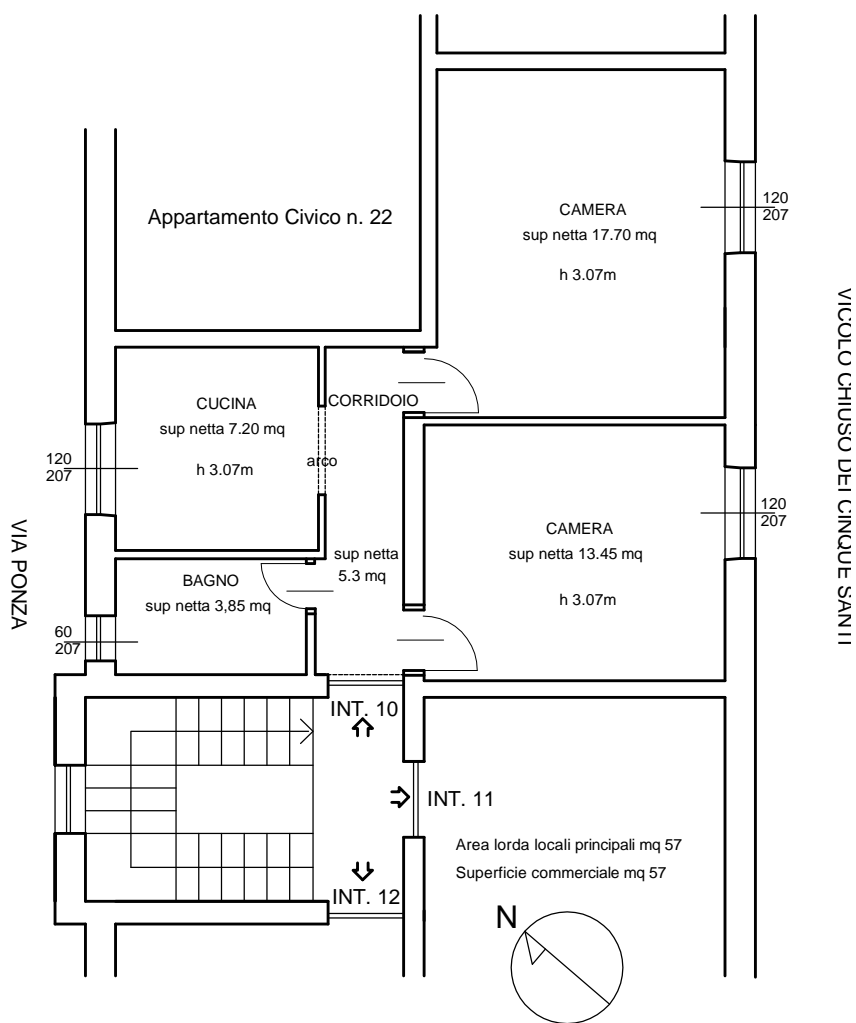 Appartamento Civico n. 22
CAMERA
sup netta 17.70 mq
h 3.07m
120
207
CUCINA
sup netta 7.20 mq
h 3.07m
CORRIDOIO
arco
sup netta
5.3 mq
120
207
CAMERA
sup netta 13.45 mq
h 3.07m
120
207
BAGNO
sup netta 3,85 mq
60
207
VIA PONZA
VICOLO CHIUSO DEI CINQUE SANTI
INT. 10
INT. 11
INT. 12
Area lorda locali principali mq 57
Superficie commerciale mq 57
N